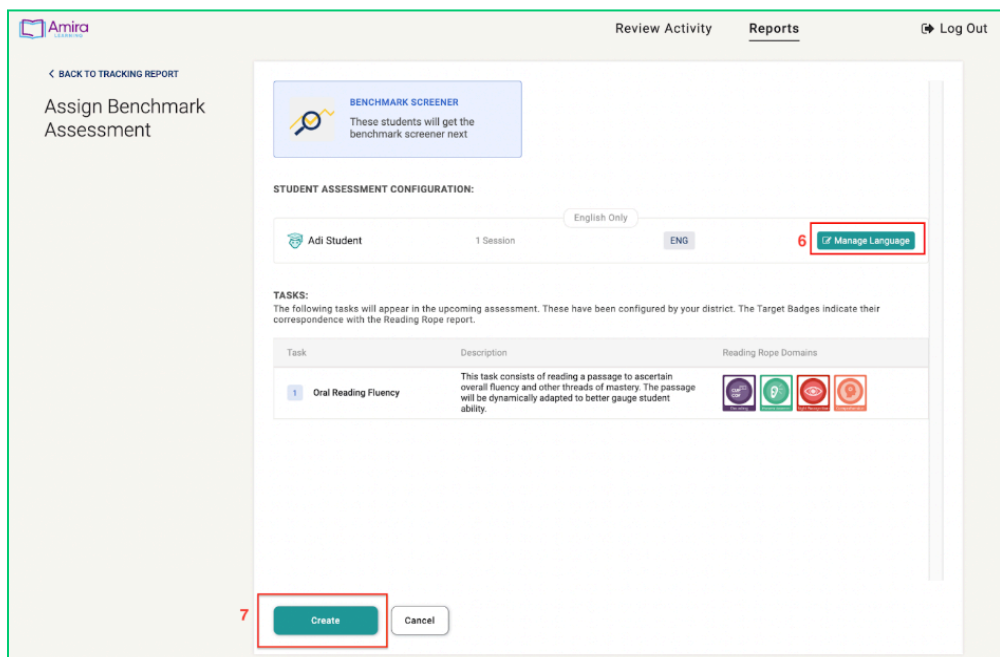 Amira
LEARNING
Review Activity
Reports
Log Out
BACK TO TRACKING REPORT
Assign Benchmark
Assessment
BENCHMARK SCREENER
These students will get the
benchmark screener next
STUDENT ASSESSMENT CONFIGURATION:
English Only
Adi Student
1 Session
ENG
6
Manage Language
TASKS:
The following tasks will appear in the upcoming assessment. These have been configured by your district. The Target Badges indicate their
correspondence with the Reading Rope report.
Task
Description
Reading Rope Domains
1
Oral Reading Fluency
This task consists of reading a passage to ascertain
overall fluency and other threads of mastery. The passage
will be dynamically adapted to better gauge student
ability.
7
Create
Cancel